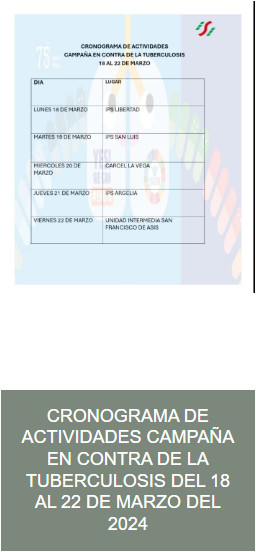 75
CRONOGRAMA DE ACTIVIDADES
CAMPAÑA EN CONTRA DE LA TUBERCULOSIS
18 AL 22 DE MARZO
DIA LUGAR
LUNES 18 DE MARZO IPS LIBERTAD
MARTES 19 DE MARZO IPS SAN LUIS
MIERCOLES 20 DE MARZO CARCEL LA VEGA
JUEVES 21 DE MARZO IPS ARGELIA
VIERNES 22 DE MARZO UNIDAD INTERMEDIA SAN FRANCISCO DE ASIS
CRONOGRAMA DE
ACTIVIDADES CAMPAÑA
EN CONTRA DE LA
TUBERCULOSIS DEL 18
AL 22 DE MARZO DEL
2024